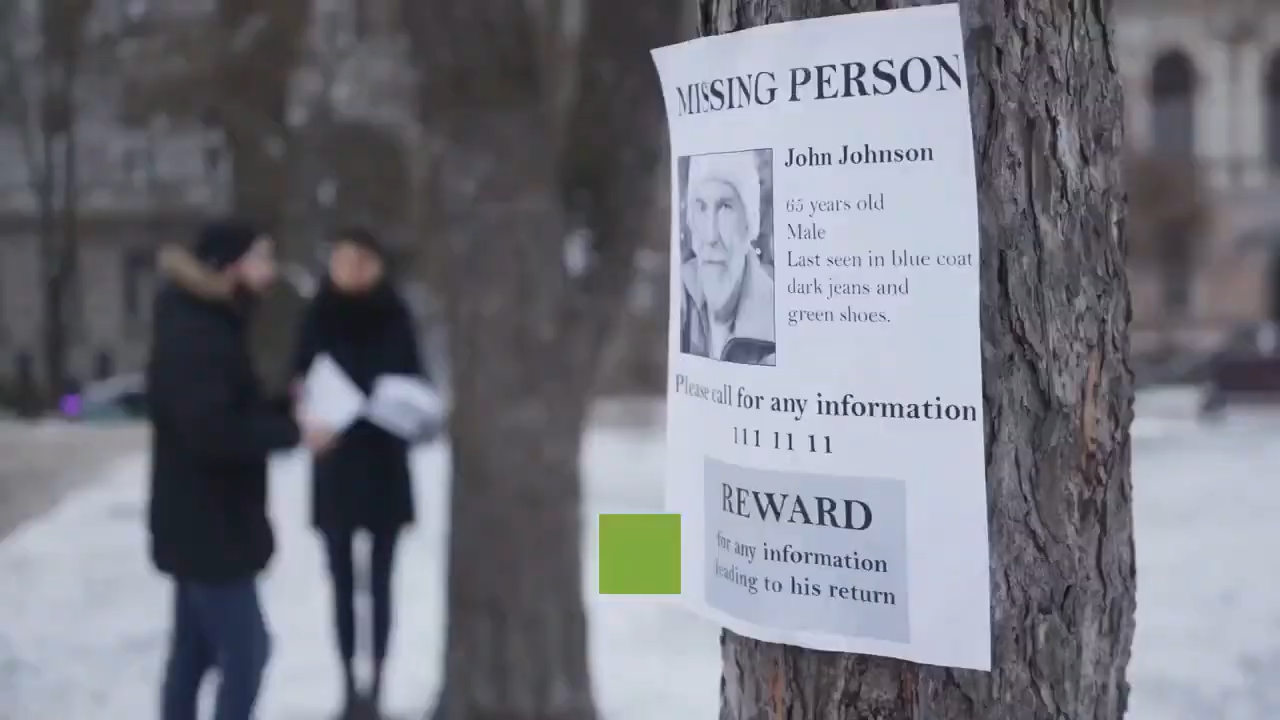 MISSING PERSON
John Johnson
65 years old
Male
Last seen in blue coat
dark jeans and
green shoes.
Please call for any information
111 11 11
REWARD
for any information
leading to his return